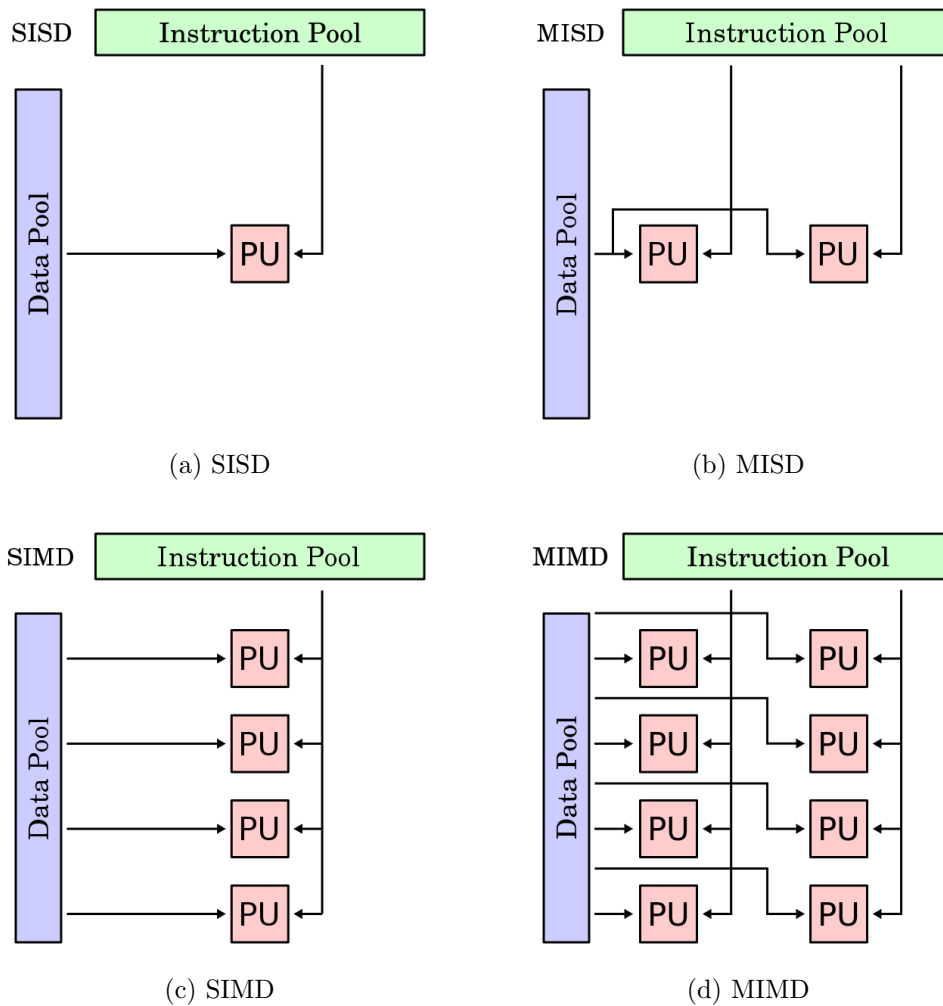 SISD Instruction Pool
Data Pool
PU
(a) SISD
MISD Instruction Pool
Data Pool
PU PU
(b) MISD
SIMD Instruction Pool
Data Pool
PU
PU
PU
PU
(c) SIMD
MIMD Instruction Pool
Data Pool
PU PU
PU PU
PU PU
PU PU
(d) MIMD